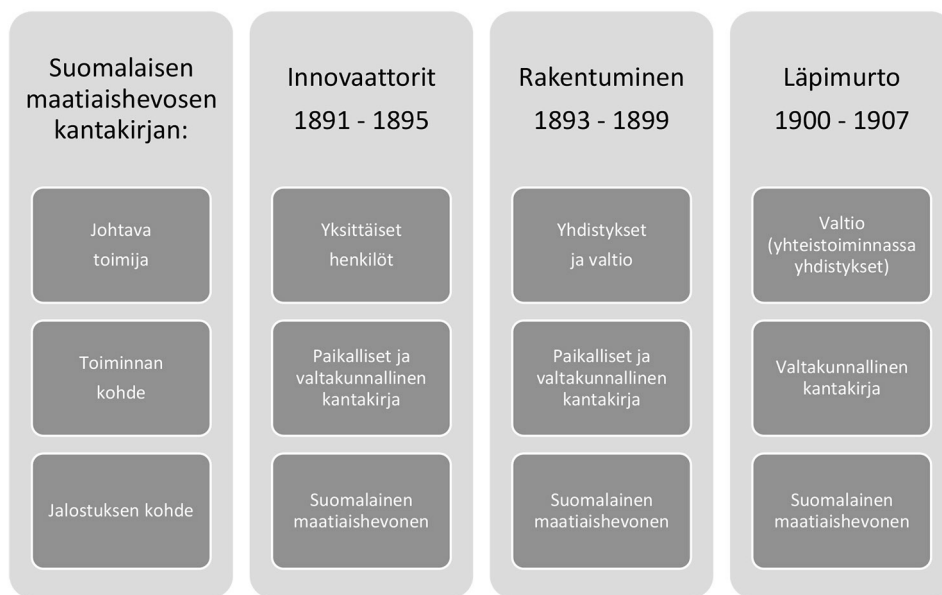 Suomalaisen
maatiaishevosen
kantakirjan:
Johtava
toimija
Toiminnan
kohde
Jalostuksen kohde
Innovaattorit
1891 - 1895
Yksittäiset
henkilöt
Paikalliset ja
valtakunnallinen
kantakirja
Suomalainen
maatiaishevonen
Rakentuminen
1893 - 1899
Yhdistykset
ja valtio
Paikalliset ja
valtakunnallinen
kantakirja
Suomalainen
maatiaishevonen
Läpimurto
1900 - 1907
Valtio
(yhteistoiminnassa
yhdistykset)
Valtakunnallinen
kantakirja
Suomalainen
maatiaishevonen